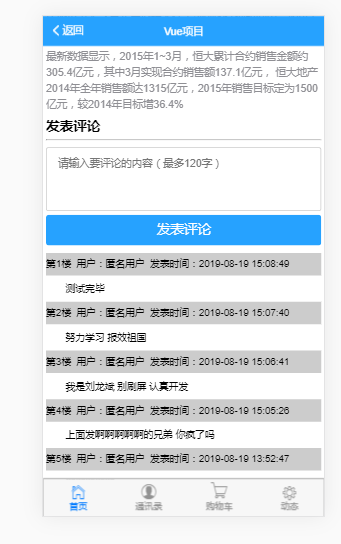 返回
Vue项目
最新数据显示，2015年1~3月，恒大累计合约销售金额约
305.4亿元，其中3月实现合约销售额137.1亿元， 恒大地产
2014年全年销售额达1315亿元，2015年销售目标定为1500
亿元，较2014年目标增36.4%
发表评论
请输入要评论的内容（最多120字）
发表评论
第1楼 用户：匿名用户 发表时间：2019-08-19 15:08:49
测试完毕
第2楼 用户：匿名用户 发表时间：2019-08-19 15:07:40
努力学习 报效祖国
第3楼 用户：匿名用户 发表时间：2019-08-19 15:06:41
我是刘龙斌 别刷屏 认真开发
第4楼 用户：匿名用户 发表时间：2019-08-19 15:05:26
上面发啊啊啊啊啊的兄弟 你疯了吗
第5楼 用户：匿名用户 发表时间：2019-08-19 13:52:47
首页 通讯录 购物车 动态